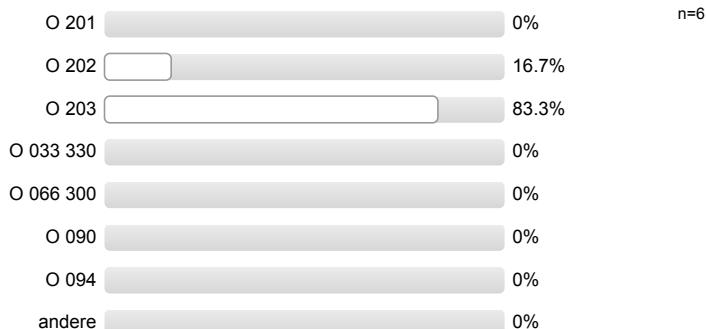 O 201 0% n=6
O 202 16.7%
O 203 83.3%
O 033 330 0%
O 066 300 0%
O 090 0%
O 094 0%
andere 0%